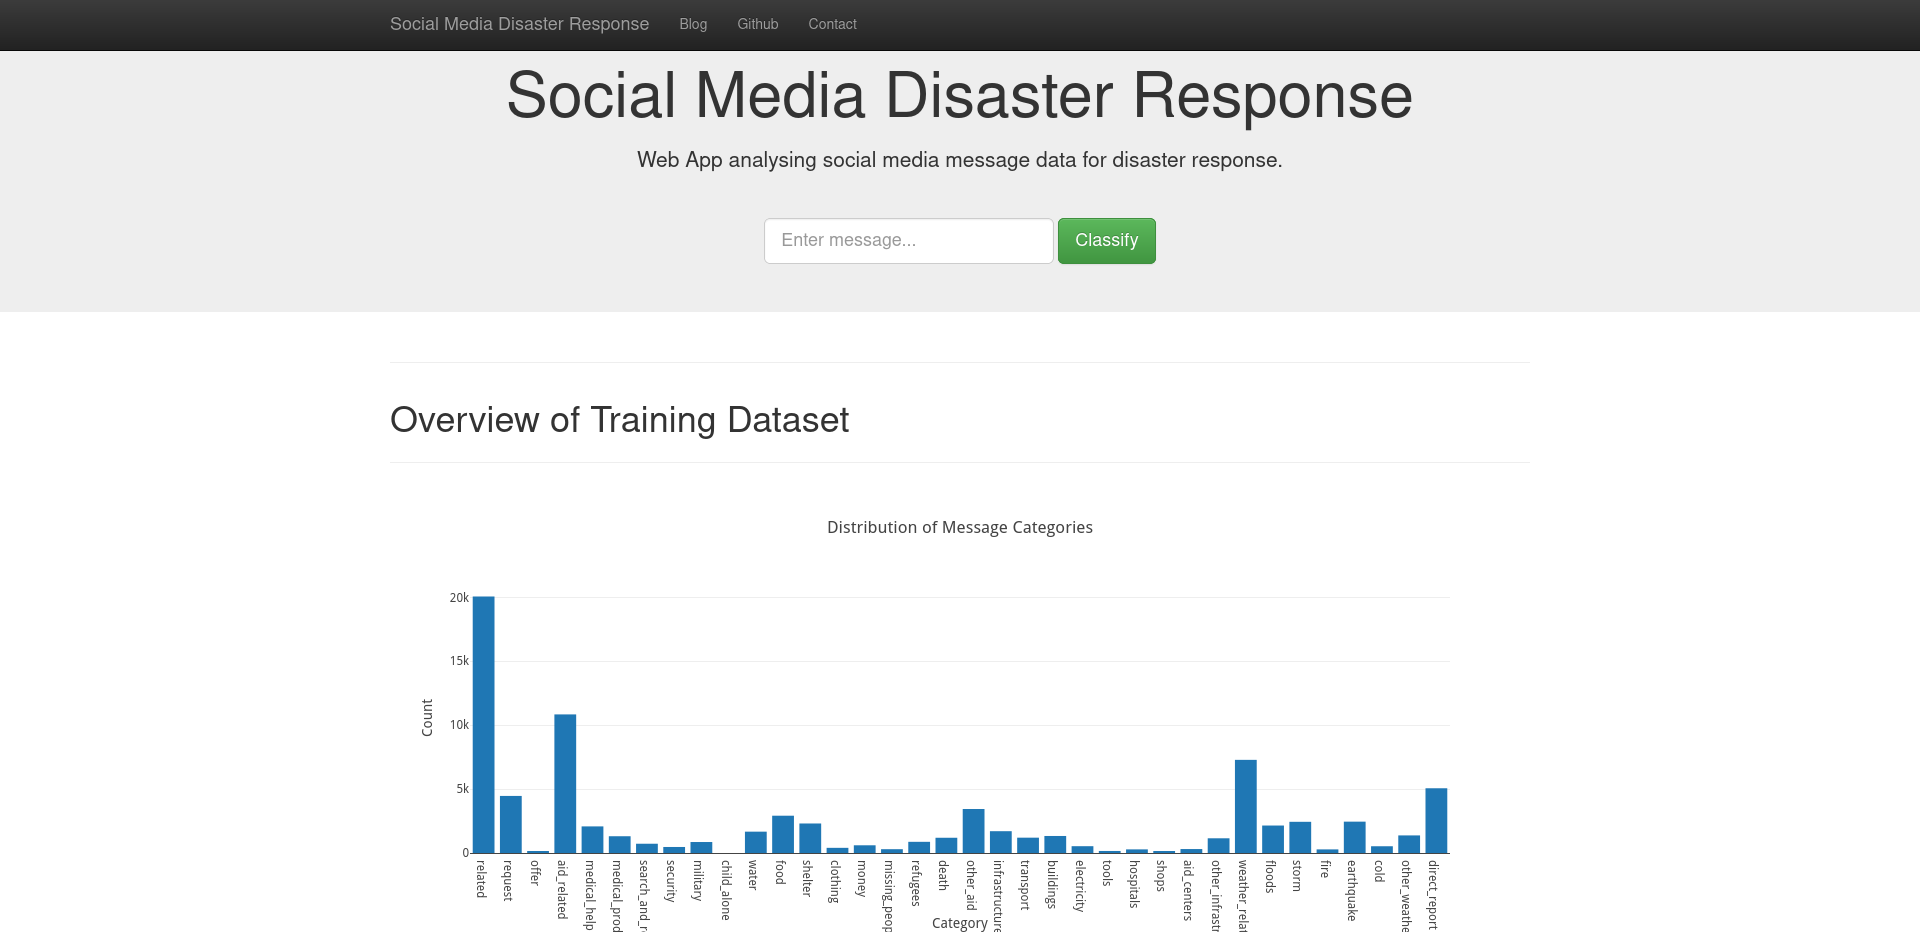 Social Media Disaster Response Blog Github Contact
Social Media Disaster Response
Web App analysing social media message data for disaster response.
Enter message... Classify
Overview of Training Dataset
Distribution of Message Categories
20k
15k
10k
5k
0
Count
related
request
offer
aid_related
medical_help
medical_prod
search_and_r
security
military
child_alone
water
food
shelter
clothing
money
missing_peop
refugees
death
other_aid
infrastructure
transport
buildings
electricity
tools
hospitals
shops
aid_centers
other_infrastr
weather_relat
floods
storm
fire
earthquake
cold
other_weathe
direct_report
Category